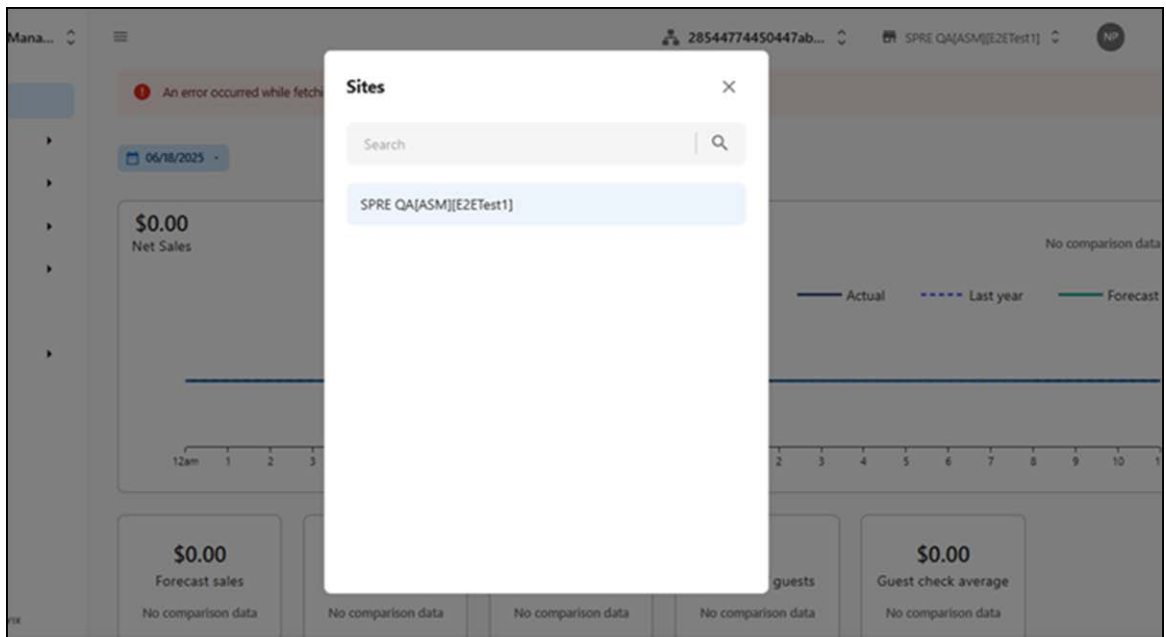 Mana...
28544774450447ab...
SPRE QA[ASM][E2ETest1]
NP
An error occurred while fetchi
Sites
Search
06/18/2025
SPRE QA[ASM][E2ETest1]
$0.00
Net Sales
No comparison data
Actual
Last year
Forecast
12am 1 2 3 2 3 4 5 6 7 8 9 10 1
$0.00
Forecast sales
No comparison data
No comparison data
No comparison data
guests
No comparison data
$0.00
Guest check average
No comparison data